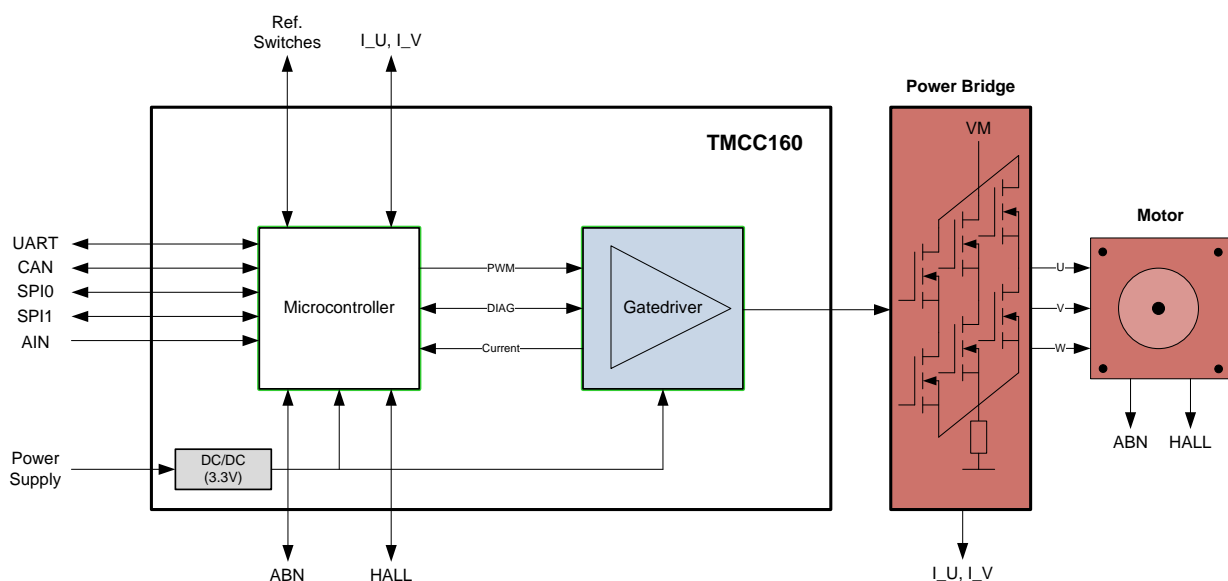 Ref.
Switches
I_U, I_V
Power Bridge
TMCC160
VM
Motor
UART
CAN
SPI0
SPI1
AIN
Microcontroller
PWM
DIAG
Current
Gatedriver
U
V
W
ABN
HALL
Power
Supply
DC/DC
(3.3V)
ABN
HALL
I_U, I_V